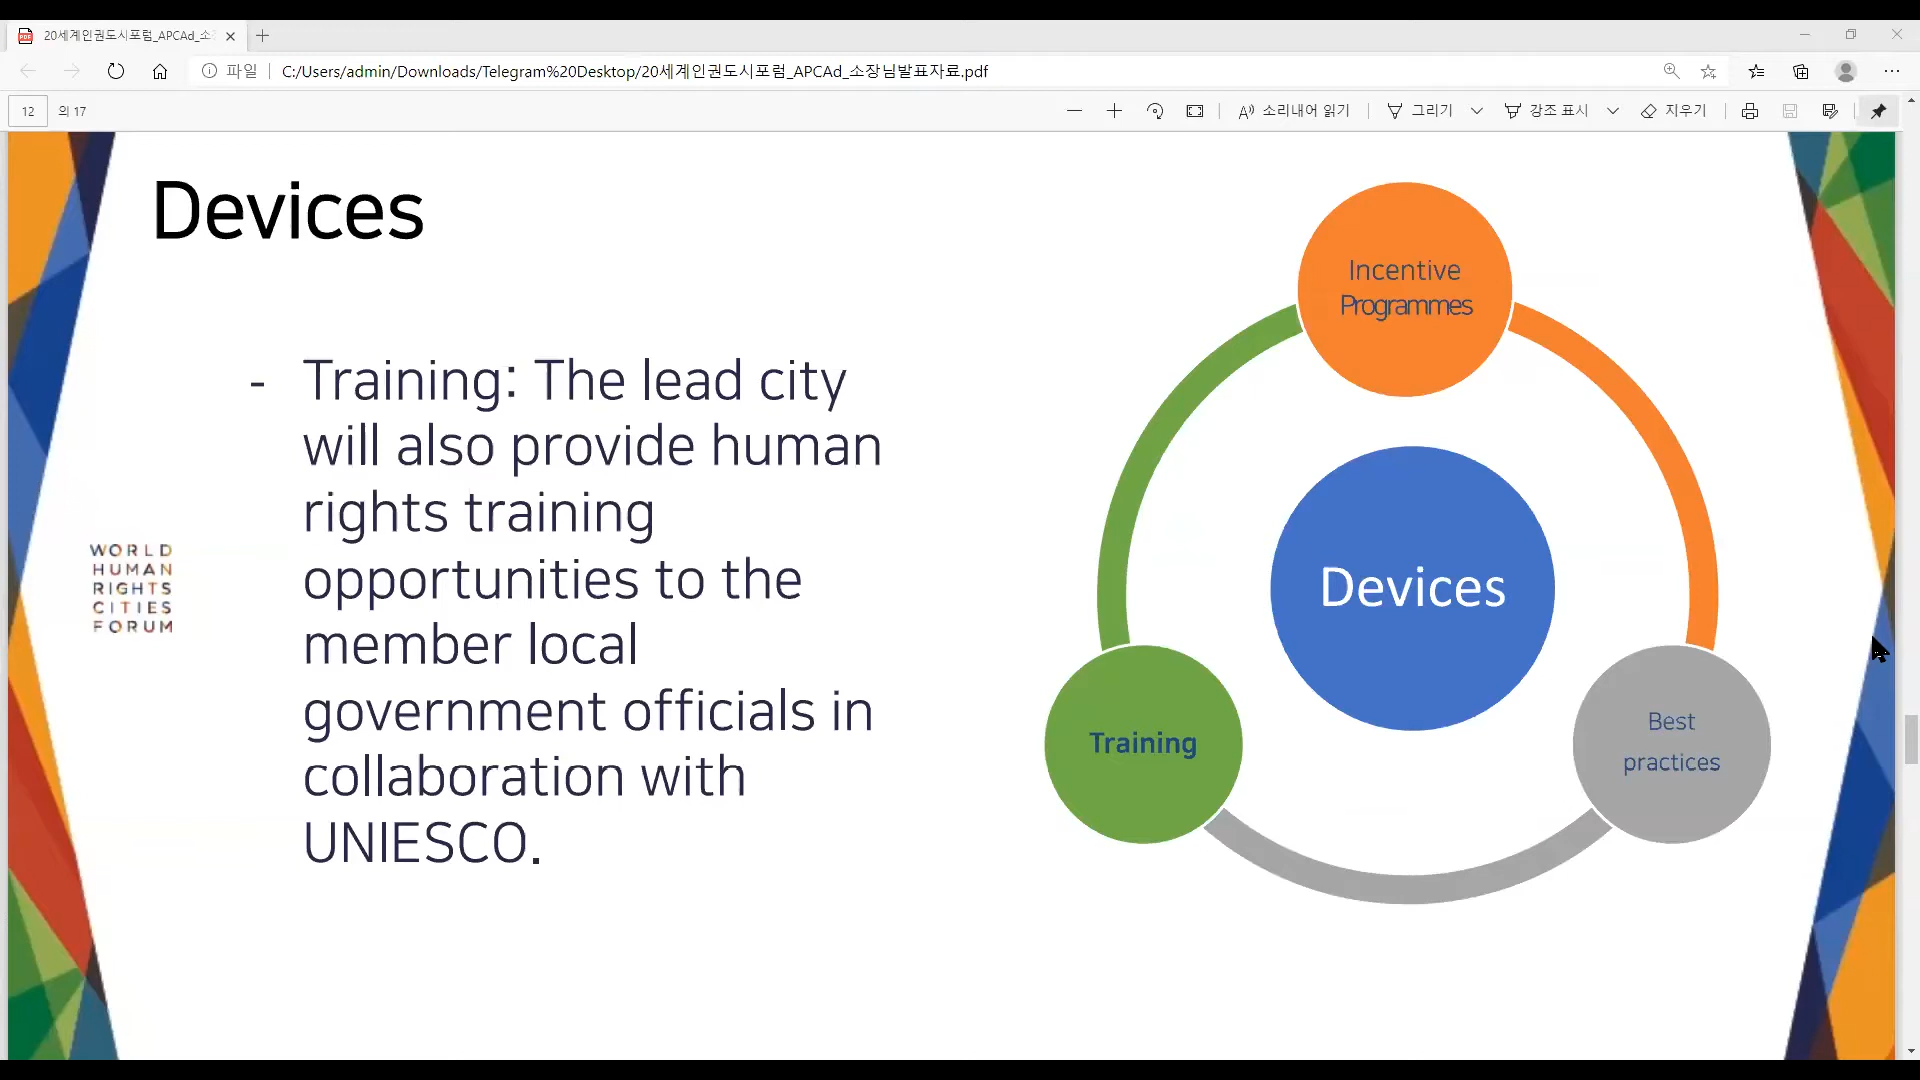 20세계인권도시포럼_APCAd_소
파일
C:/Users/admin/Downloads/Telegram%20Desktop/20세계인권도시포럼_APCAd_소장님발표자료.pdf
12 의 17
소리내어 읽기
그리기
강조 표시
지우기
Devices
- Training: The lead city
will also provide human
rights training
opportunities to the
member local
government officials in
collaboration with
UNIESCO.
WORLD
HUMAN
RIGHTS
CITIES
FORUM
Incentive
Programmes
Devices
Training
Best
practices